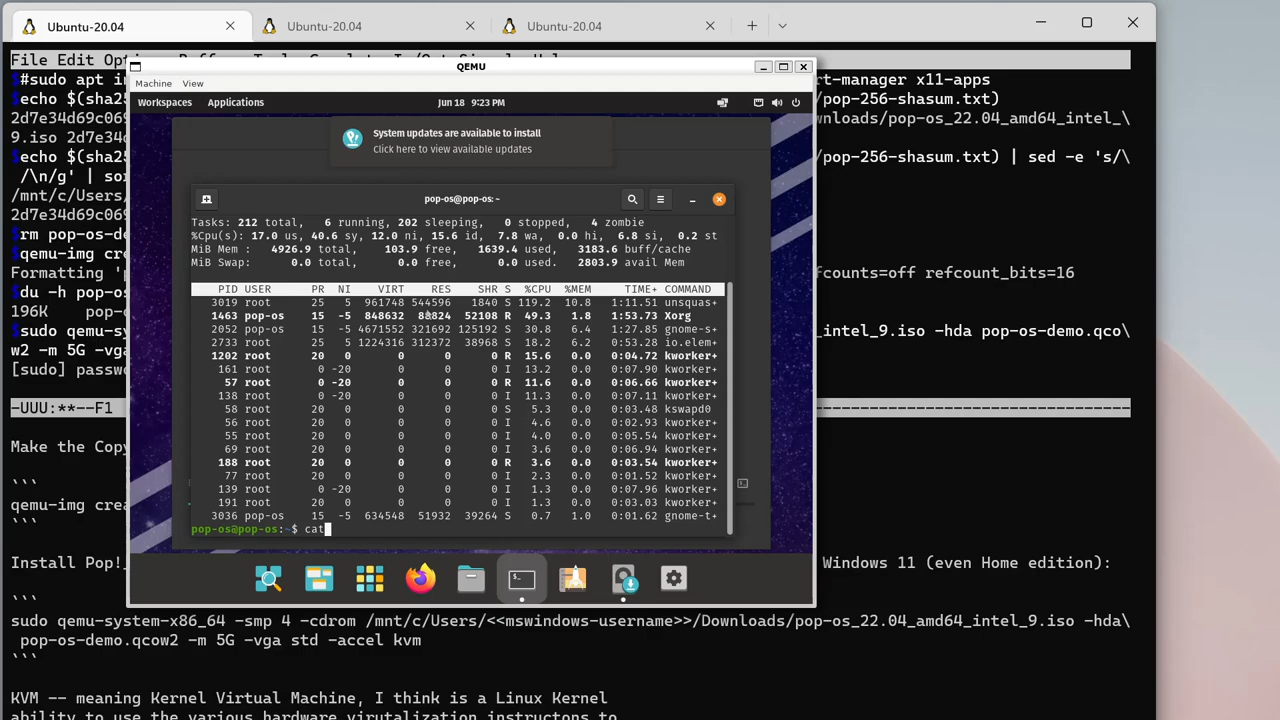 Ubuntu-20.04
Ubuntu-20.04
Ubuntu-20.04
File Edit
#sudo apt in
rt-manager x11-apps
echo $(sha25
/pop-256-shasum.txt)
2d7e34d69c069
wnloads/pop-os_22.04_amd64_intel_\
9.iso 2d7e34d
echo $(sha25
/pop-256-shasum.txt) | sed -e 's/\
/\n/g' | so
/mnt/c/Users/
2d7e34d69c069
rm pop-os-de
qemu-img cre
Formatting 'p
fcounts=off refcount_bits=16
du -h pop-os
196K pop-o
sudo qemu-sy
_intel_9.iso -hda pop-os-demo.qco\
w2 -m 5G -vga
[sudo] passwo
-UUU:**--F1
Make the Copy
```
qemu-img crea
```
Install Pop!_
Windows 11 (even Home edition):
```
sudo qemu-system-x86_64 -smp 4 -cdrom /mnt/c/Users/<<mswindows-username>>/Downloads/pop-os_22.04_amd64_intel_9.iso -hda\
pop-os-demo.qcow2 -m 5G -vga std -accel kvm
```
KVM -- meaning Kernel Virtual Machine, I think is a Linux Kernel
ability to use the various hardware virutalization instructons to
QEMU
Machine View
Workspaces Applications Jun 18 9:23 PM
System updates are available to install
Click here to view available updates
pop-os@pop-os: ~
Tasks: 212 total, 6 running, 202 sleeping, 0 stopped, 4 zombie
%Cpu(s): 17.0 us, 40.6 sy, 12.0 ni, 15.6 id, 7.8 wa, 0.0 hi, 6.8 si, 0.2 st
MiB Mem : 4926.9 total, 103.9 free, 1639.4 used, 3183.6 buff/cache
MiB Swap: 0.0 total, 0.0 free, 0.0 used. 2803.9 avail Mem
PID USER PR NI VIRT RES SHR S %CPU %MEM TIME+ COMMAND
3019 root 25 5 961748 544596 1840 S 119.2 10.8 1:11.51 unsquas+
1463 pop-os 15 -5 848632 88824 52108 R 49.3 1.8 1:53.73 Xorg
2052 pop-os 15 -5 4671552 321692 125192 S 30.8 6.4 1:27.85 gnome-s+
2733 root 25 5 1224316 312372 38968 S 18.2 6.2 0:53.28 io.elem+
1202 root 20 0 0 0 0 R 15.6 0.0 0:04.72 kworker+
161 root 0 -20 0 0 0 I 13.2 0.0 0:07.90 kworker+
57 root 0 -20 0 0 0 R 11.6 0.0 0:06.66 kworker+
138 root 0 -20 0 0 0 I 11.3 0.0 0:07.11 kworker+
58 root 20 0 0 0 0 S 5.3 0.0 0:03.48 kswapd0
56 root 20 0 0 0 0 I 4.6 0.0 0:02.93 kworker+
55 root 20 0 0 0 0 I 4.0 0.0 0:05.54 kworker+
69 root 20 0 0 0 0 I 3.6 0.0 0:06.94 kworker+
188 root 20 0 0 0 0 R 3.6 0.0 0:03.54 kworker+
77 root 20 0 0 0 0 I 2.3 0.0 0:01.52 kworker+
139 root 0 -20 0 0 0 I 1.3 0.0 0:07.96 kworker+
191 root 20 0 0 0 0 I 1.3 0.0 0:03.03 kworker+
3036 pop-os 15 -5 634548 51932 39264 S 0.7 1.0 0:01.62 gnome-t+
pop-os@pop-os:~$ cat